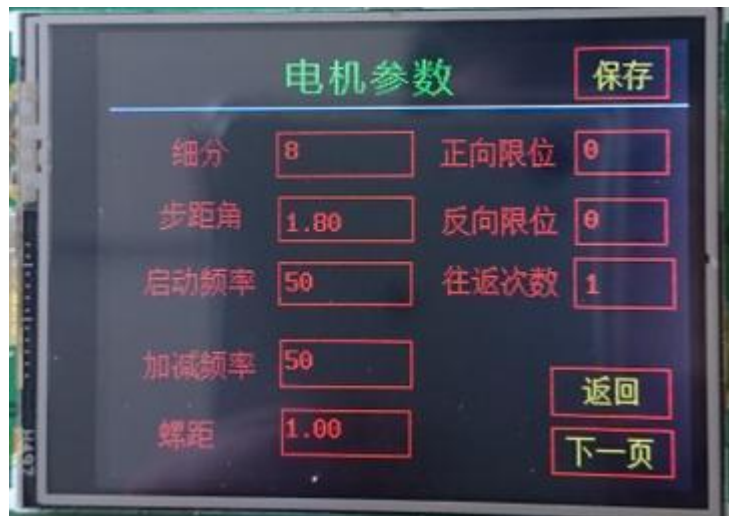 电机参数 保存
细分 8 正向限位 0
步距角 1.80 反向限位 0
启动频率 50 往返次数 1
加减频率 50
返回
螺距 1.00
下一页
H497